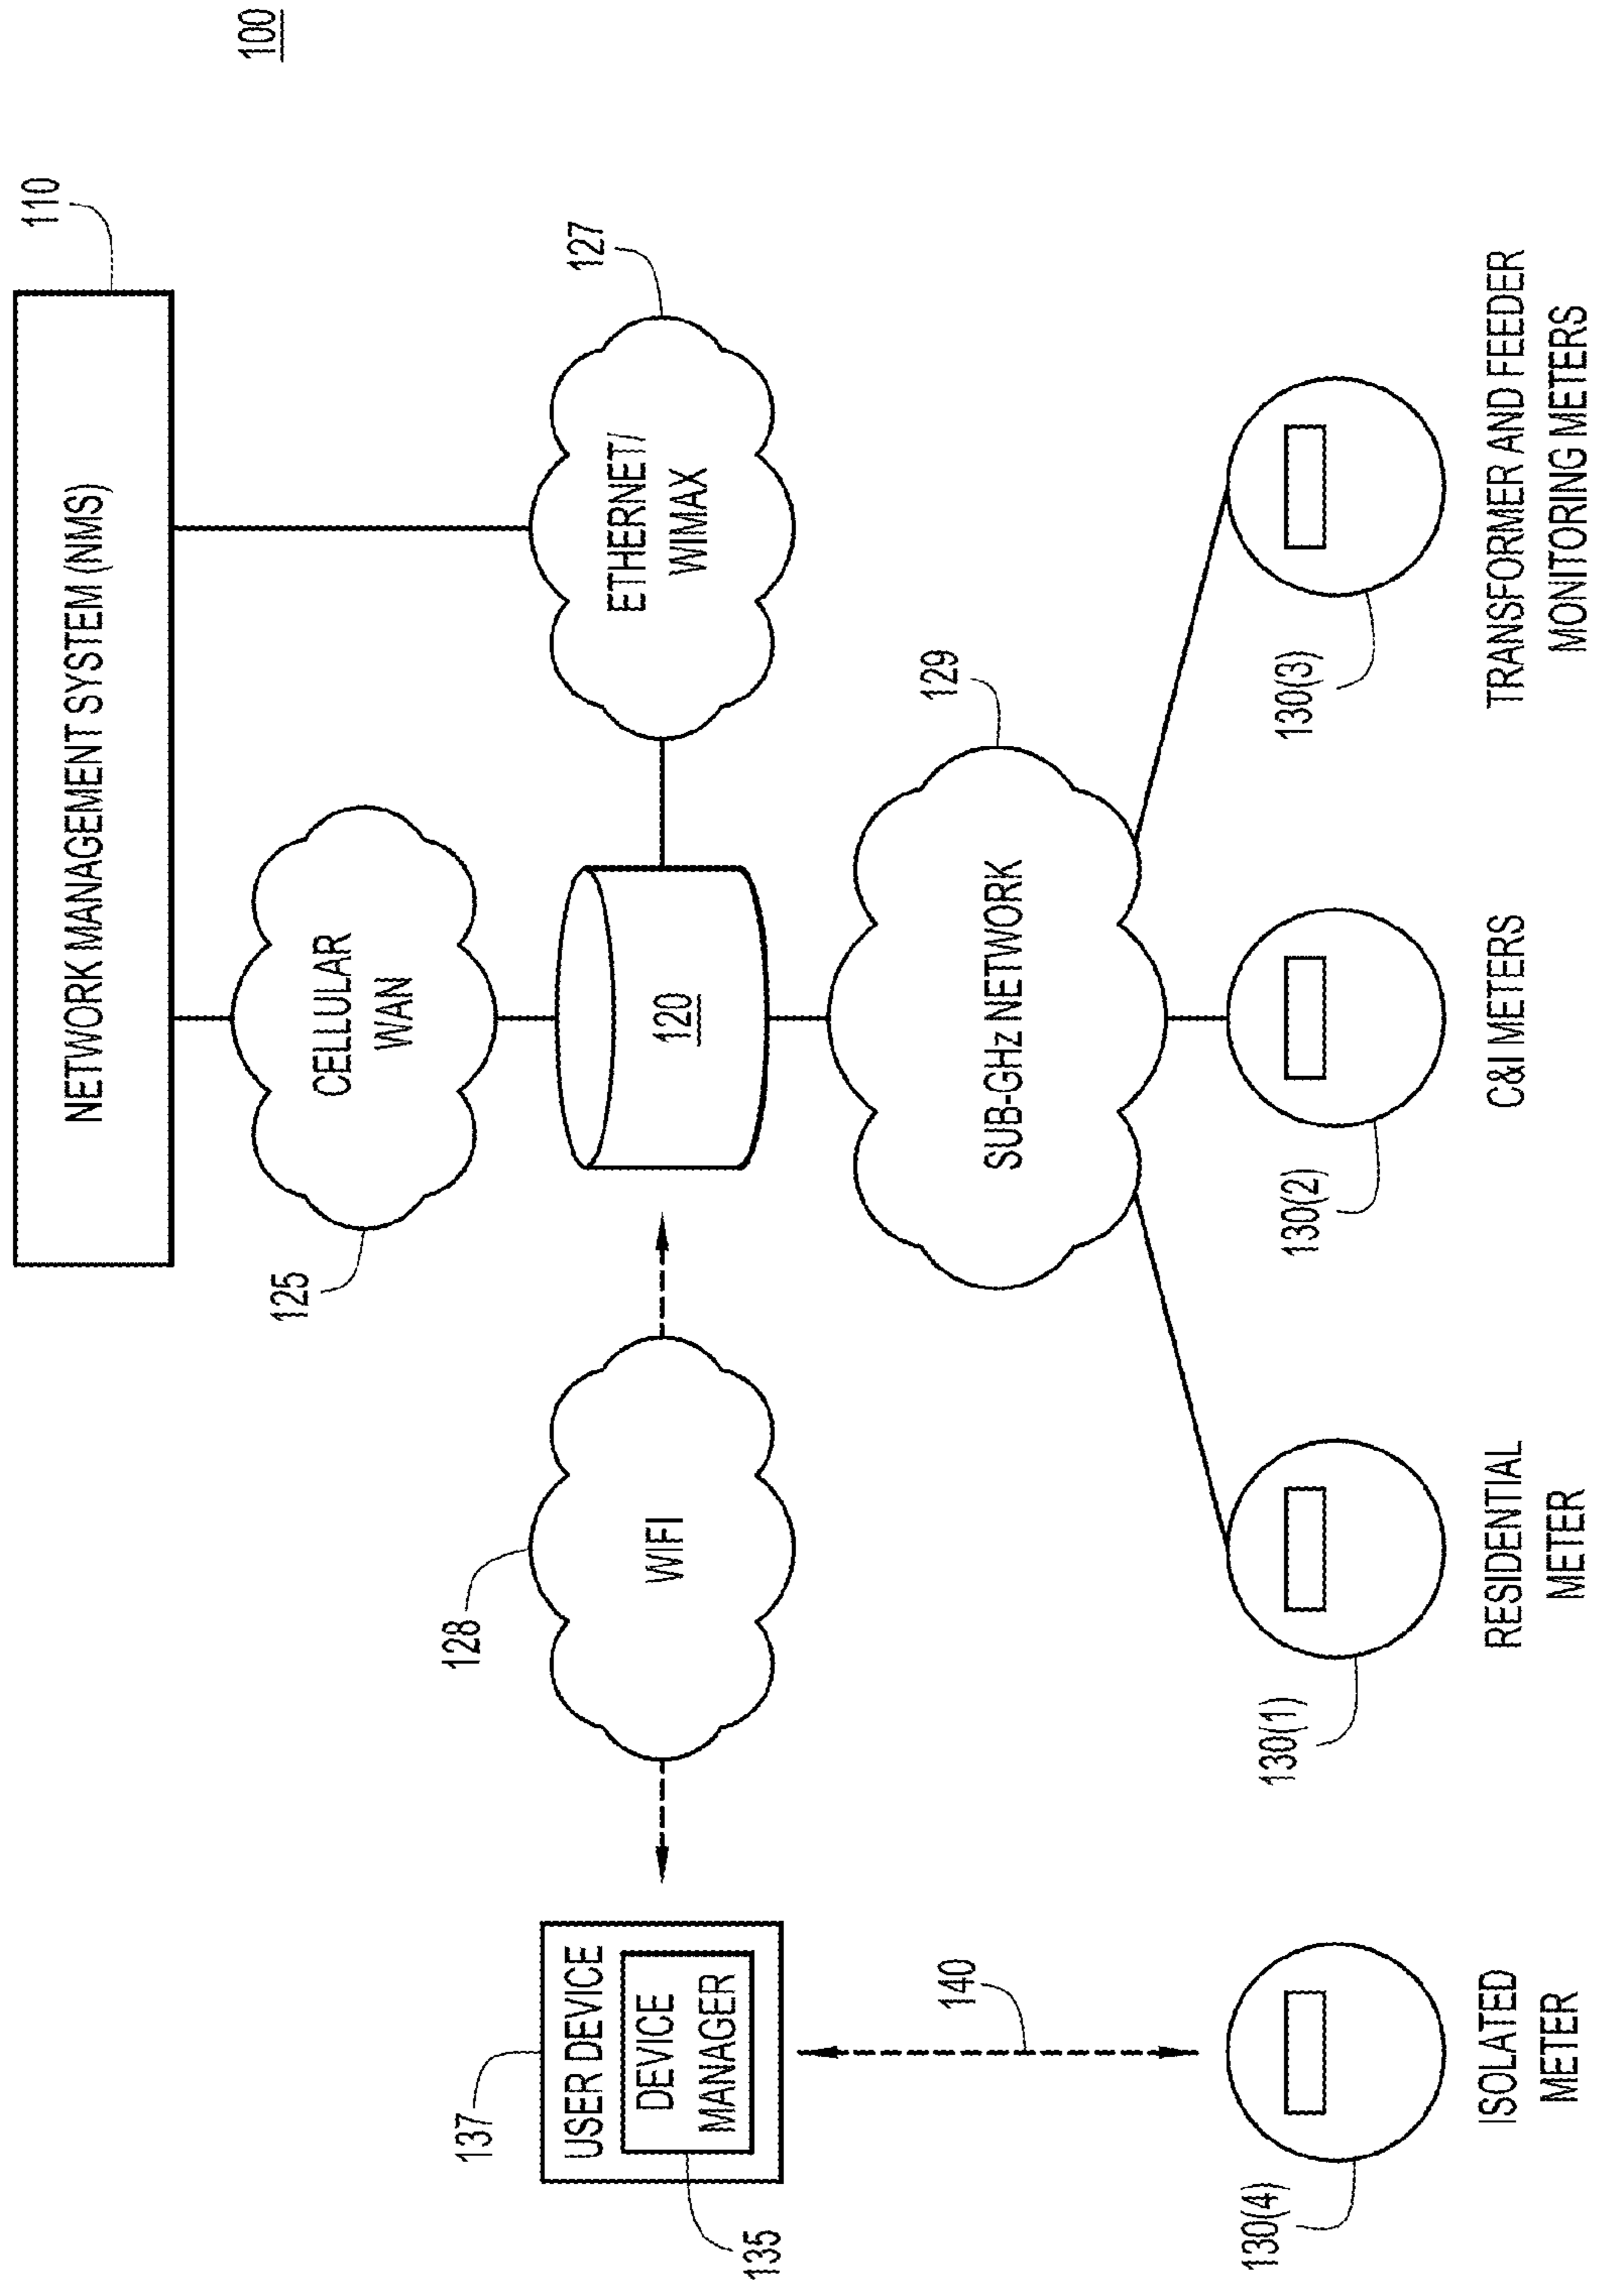 100
110
NETWORK MANAGEMENT SYSTEM (NMS)
125
CELLULAR
WAN
127
ETHERNET/
WIMAX
137
USER DEVICE
DEVICE
MANAGER
135
128
WIFI
120
129
SUB-GHz NETWORK
140
130(4)
ISOLATED
METER
130(1)
RESIDENTIAL
METER
130(2)
C&I METERS
130(3)
TRANSFORMER AND FEEDER
MONITORING METERS